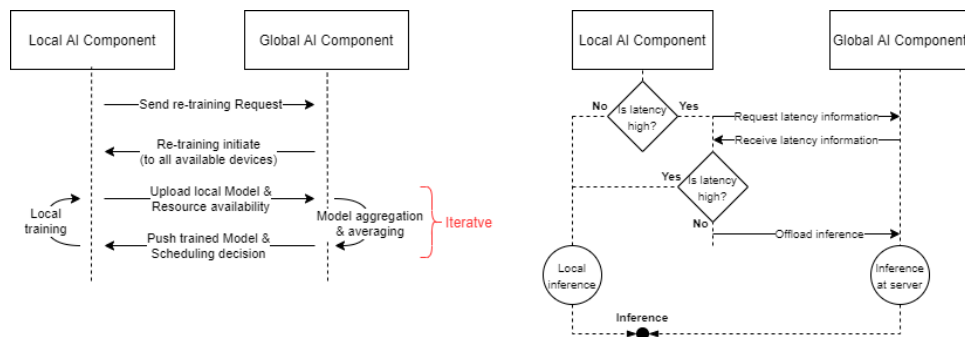 Local AI Component
Global AI Component
Send re-training Request
Re-training initiate
(to all available devices)
Upload local Model &
Resource availability
Local
training
Model aggregation
& averaging
Iteratve
Push trained Model &
Scheduling decision
Local AI Component
Global AI Component
No
Is latency
high?
Yes
Request latency information
Receive latency information
Yes
Is latency
high?
No
Offload inference
Local
inference
Inference
at server
Inference